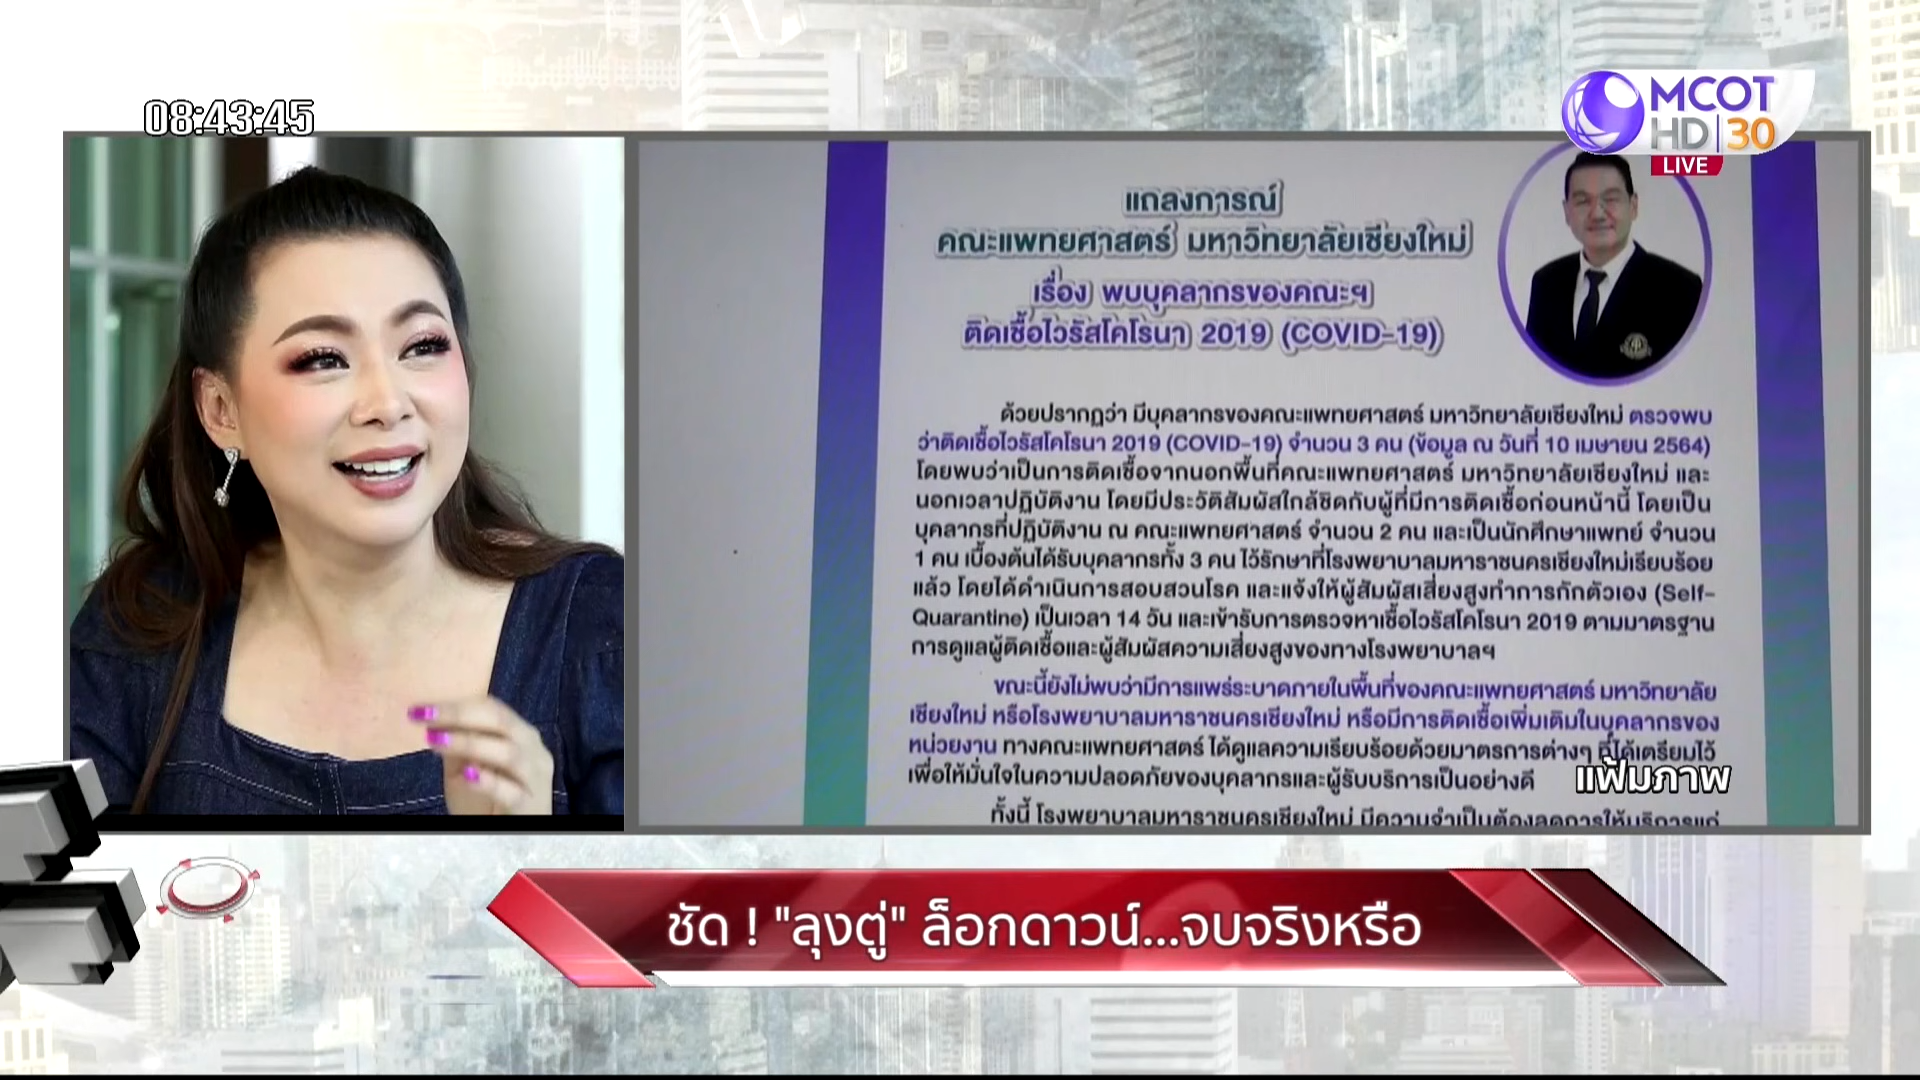 08:43:45
MCOT
HD 30
LIVE
แถลงการณ์
คณะแพทยศาสตร์ มหาวิทยาลัยเชียงใหม่
เรื่อง พบบุคลากรของคณะฯ
ติดเชื้อไวรัสโคโรนา 2019 (COVID-19)
ด้วยปรากฏว่า มีบุคลากรของคณะแพทยศาสตร์ มหาวิทยาลัยเชียงใหม่ ตรวจพบ
ว่าติดเชื้อไวรัสโคโรนา 2019 (COVID-19) จำนวน 3 คน (ข้อมูล ณ วันที่ 10 เมษายน 2564)
โดยพบว่าเป็นการติดเชื้อจากนอกพื้นที่คณะแพทยศาสตร์ มหาวิทยาลัยเชียงใหม่ และ
นอกเวลาปฏิบัติงาน โดยมีประวัติสัมผัสใกล้ชิดกับผู้ที่มีการติดเชื้อก่อนหน้านี้ โดยเป็น
บุคลากรที่ปฏิบัติงาน ณ คณะแพทยศาสตร์ จำนวน 2 คน และเป็นนักศึกษาแพทย์ จำนวน
1 คน เบื้องต้นได้รับบุคลากรทั้ง 3 คน ไว้รักษาที่โรงพยาบาลมหาราชนครเชียงใหม่เรียบร้อย
แล้ว โดยได้ดำเนินการสอบสวนโรค และแจ้งให้ผู้สัมผัสเสี่ยงสูงทำการกักตัวเอง (Self-
Quarantine) เป็นเวลา 14 วัน และเข้ารับการตรวจหาเชื้อไวรัสโคโรนา 2019 ตามมาตรฐาน
การดูแลผู้ติดเชื้อและผู้สัมผัสความเสี่ยงสูงของทางโรงพยาบาลฯ
ขณะนี้ยังไม่พบว่ามีการแพร่ระบาดภายในพื้นที่ของคณะแพทยศาสตร์ มหาวิทยาลัย
เชียงใหม่ หรือโรงพยาบาลมหาราชนครเชียงใหม่ หรือมีการติดเชื้อเพิ่มเติมในบุคลากรของ
หน่วยงาน ทางคณะแพทยศาสตร์ ได้ดูแลความเรียบร้อยด้วยมาตรการต่างๆ ที่ได้เตรียมไว้
เพื่อให้มั่นใจในความปลอดภัยของบุคลากรและผู้รับบริการเป็นอย่างดี
แฟ้มภาพ
ทั้งนี้ โรงพยาบาลมหาราชนครเชียงใหม่ มีความจำเป็นต้องลดการให้บริการแก่
ชัด ! "ลุงตู่" ล็อกดาวน์...จบจริงหรือ